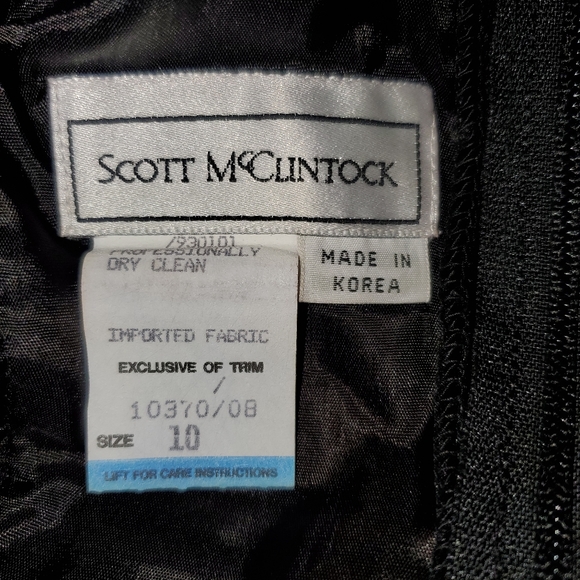 SCOTT McCLINTOCK
/930101
PROFESSIONALLY
DRY CLEAN
MADE IN
KOREA
IMPORTED FABRIC
EXCLUSIVE OF TRIM
/
10370/08
SIZE 10
LIFT FOR CARE INSTRUCTIONS